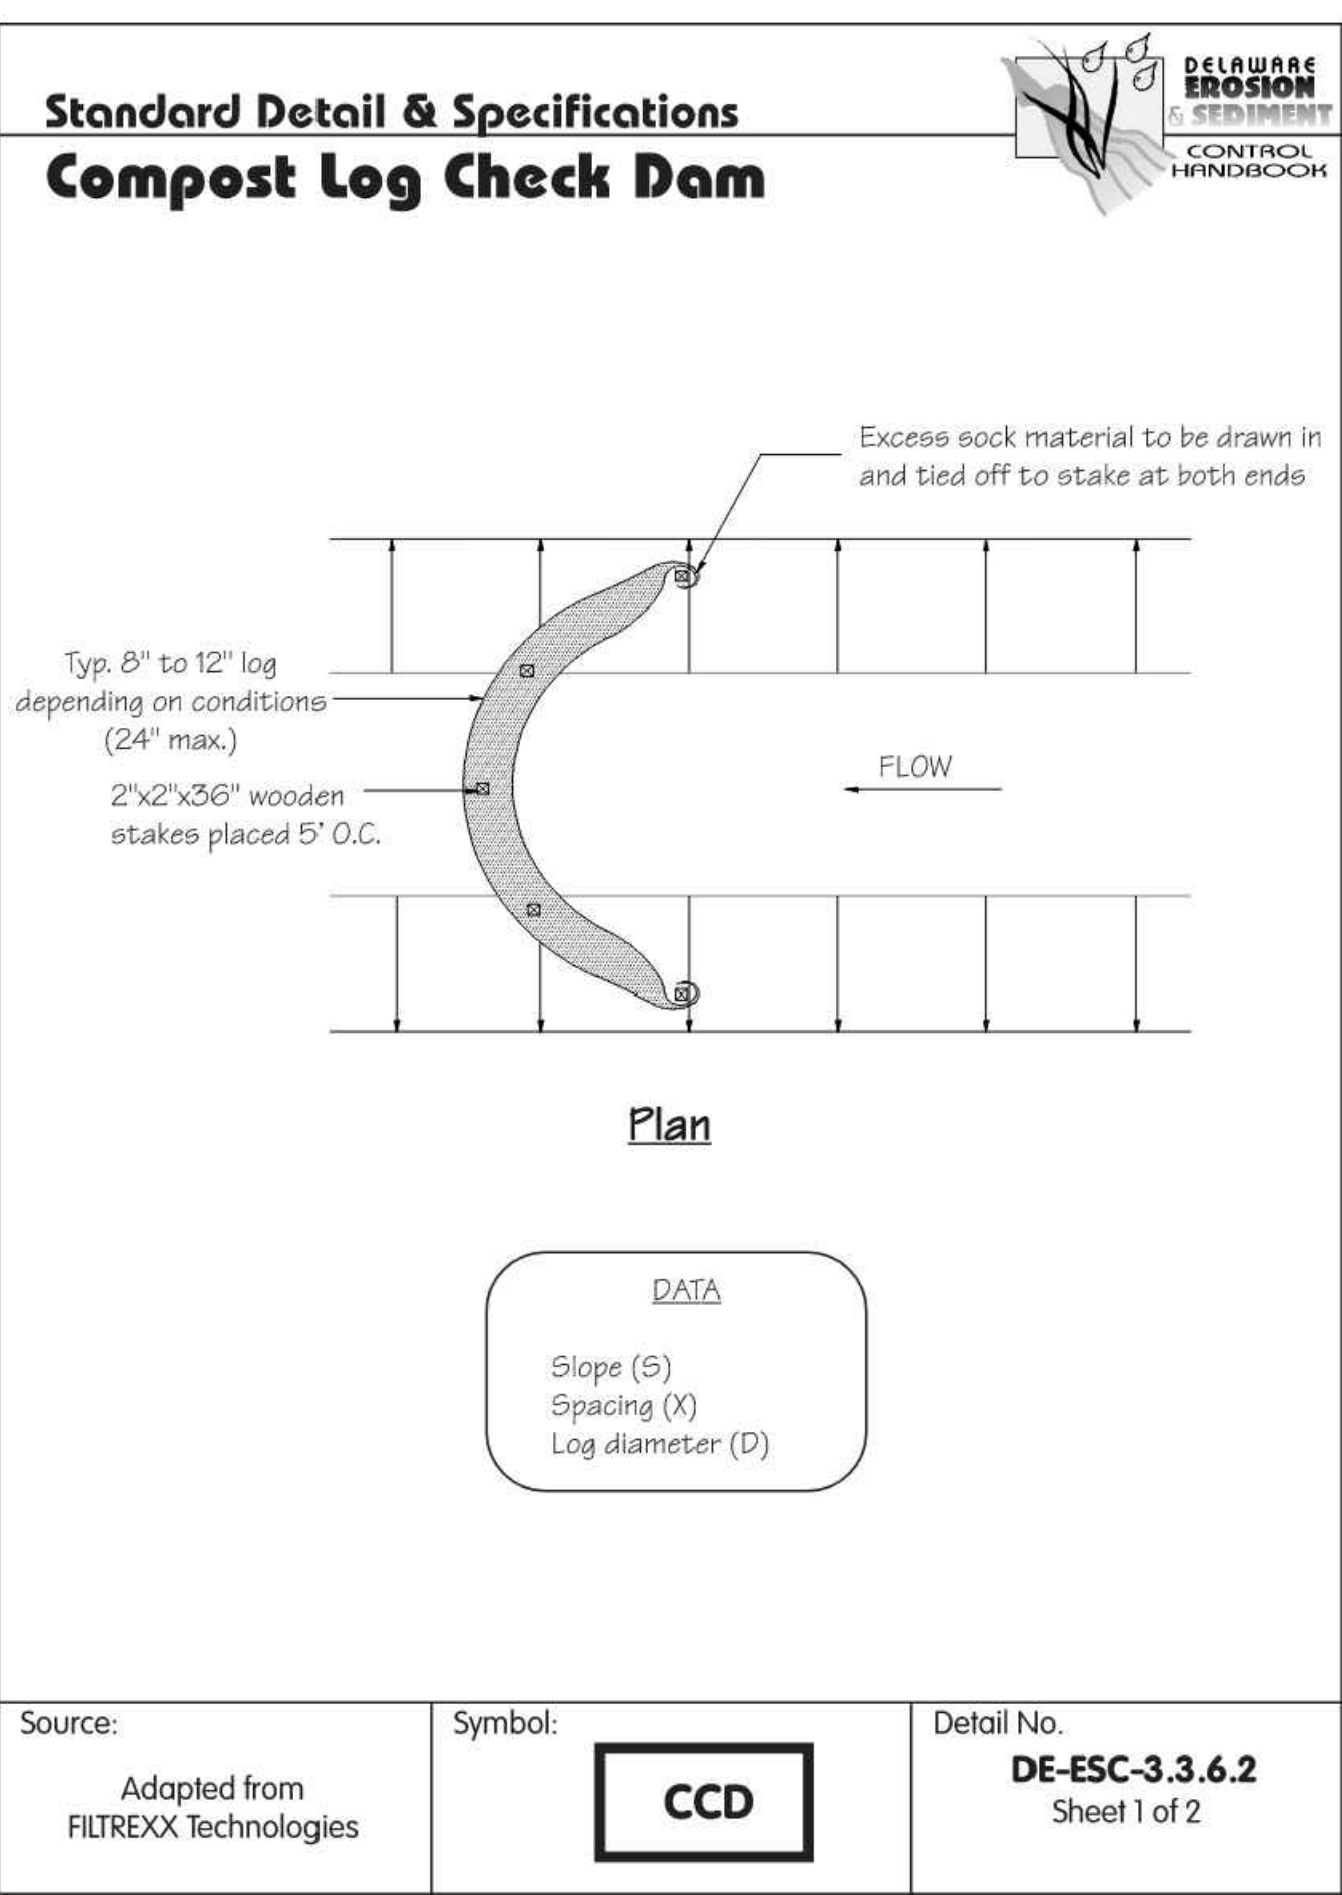 DELAWARE
EROSION
& SEDIMENT
CONTROL
HANDBOOK
Standard Detail & Specifications
Compost Log Check Dam
Excess sock material to be drawn in
and tied off to stake at both ends
Typ. 8" to 12" log
depending on conditions
(24" max.)
2"x2"x36" wooden
stakes placed 5' O.C.
FLOW
Plan
DATA
Slope (S)
Spacing (X)
Log diameter (D)
Source:
Adapted from
FILTREXX Technologies
Symbol:
CCD
Detail No.
DE-ESC-3.3.6.2
Sheet 1 of 2